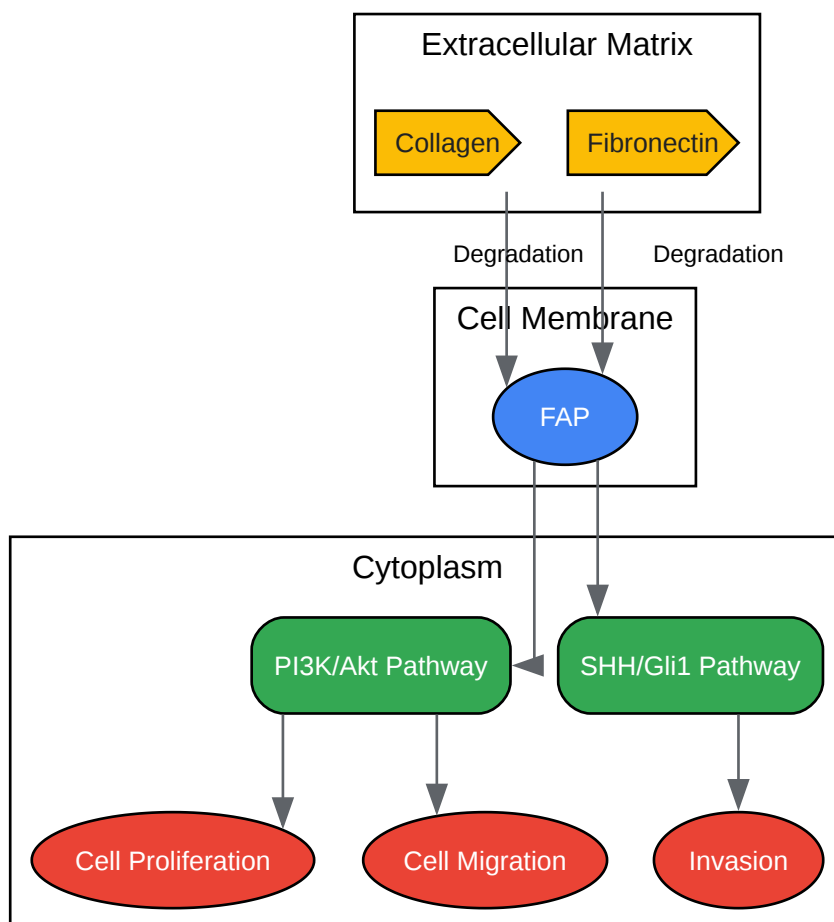 Extracellular Matrix
Collagen
Fibronectin
Degradation
Degradation
Cell Membrane
FAP
Cytoplasm
PI3K/Akt Pathway
SHH/Gli1 Pathway
Cell Proliferation
Cell Migration
Invasion